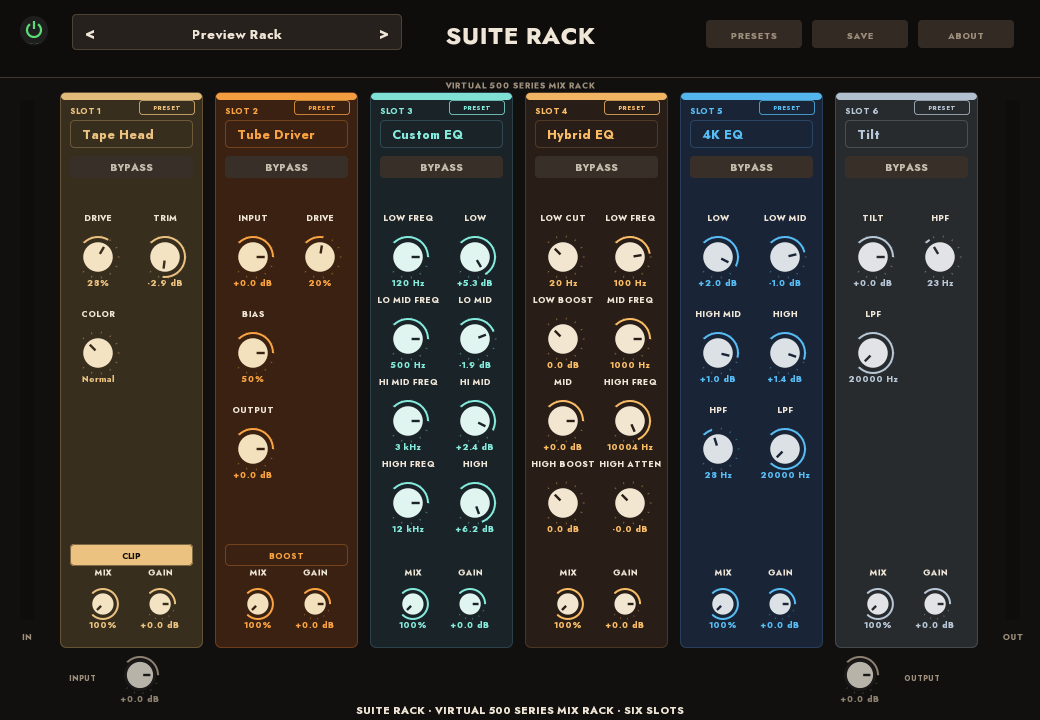 < Preview Rack >
SUITE RACK
PRESETS SAVE ABOUT
VIRTUAL 500 SERIES MIX RACK
SLOT 1 PRESET
Tape Head
BYPASS
DRIVE TRIM
28% -2.9 dB
COLOR
Normal
CLIP
MIX GAIN
100% +0.0 dB
SLOT 2 PRESET
Tube Driver
BYPASS
INPUT DRIVE
+0.0 dB 20%
BIAS
50%
OUTPUT
+0.0 dB
BOOST
MIX GAIN
100% +0.0 dB
SLOT 3 PRESET
Custom EQ
BYPASS
LOW FREQ LOW
120 Hz +5.3 dB
LO MID FREQ LO MID
500 Hz -1.9 dB
HI MID FREQ HI MID
3 kHz +2.4 dB
HIGH FREQ HIGH
12 kHz +6.2 dB
MIX GAIN
100% +0.0 dB
SLOT 4 PRESET
Hybrid EQ
BYPASS
LOW CUT LOW FREQ
20 Hz 100 Hz
LOW BOOST MID FREQ
0.0 dB 1000 Hz
MID HIGH FREQ
+0.0 dB 10004 Hz
HIGH BOOST HIGH ATTEN
0.0 dB -0.0 dB
MIX GAIN
100% +0.0 dB
SLOT 5 PRESET
4K EQ
BYPASS
LOW LOW MID
+2.0 dB -1.0 dB
HIGH MID HIGH
+1.0 dB +1.4 dB
HPF LPF
28 Hz 20000 Hz
MIX GAIN
100% +0.0 dB
SLOT 6 PRESET
Tilt
BYPASS
TILT HPF
+0.0 dB 23 Hz
LPF
20000 Hz
MIX GAIN
100% +0.0 dB
IN OUT
INPUT
+0.0 dB
OUTPUT
+0.0 dB
SUITE RACK · VIRTUAL 500 SERIES MIX RACK · SIX SLOTS